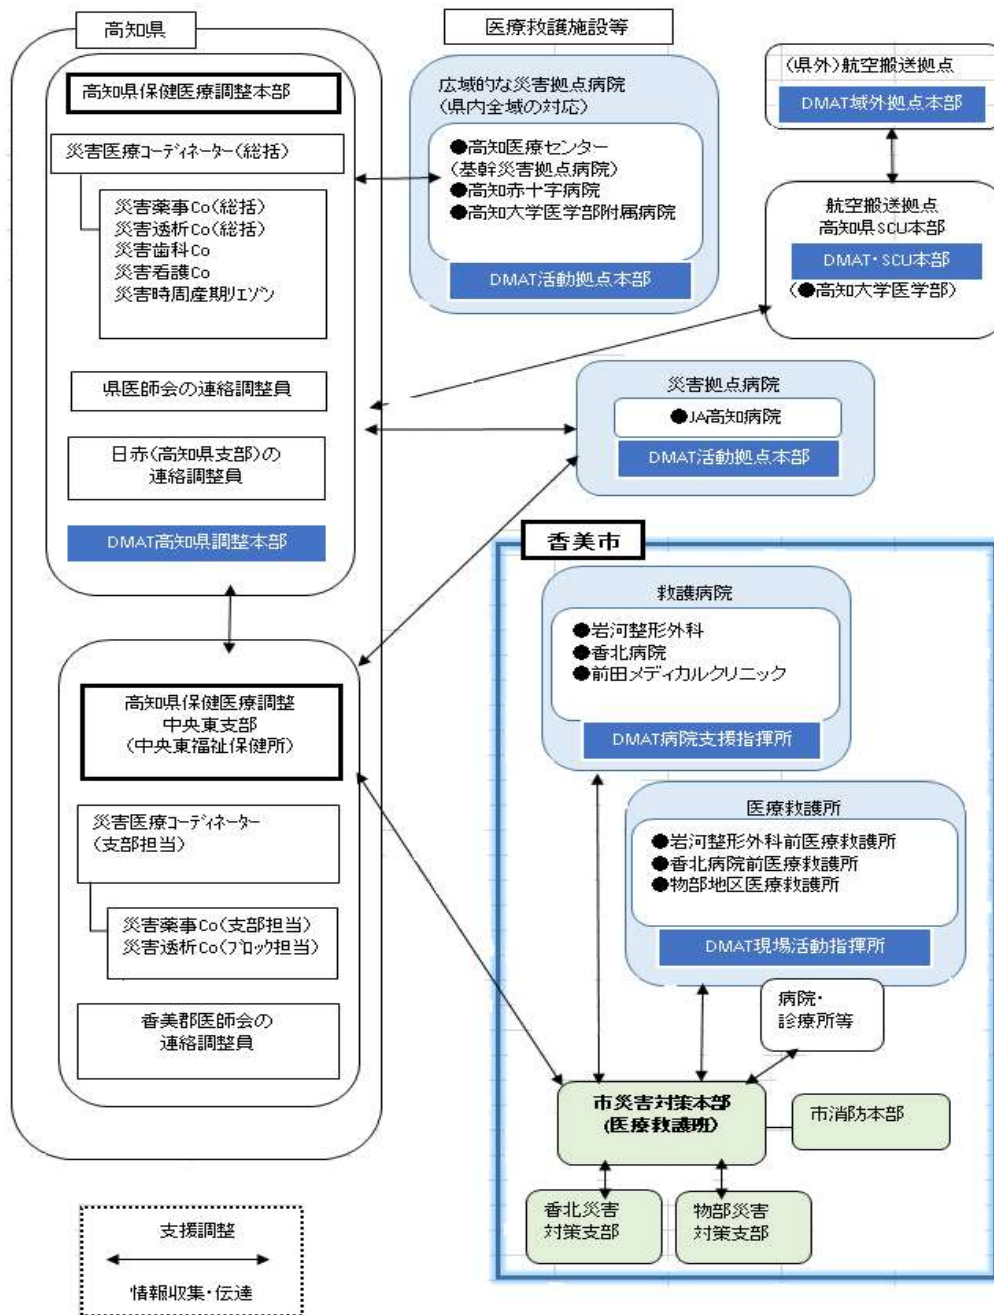 高知県
高知県保健医療調整本部
災害医療コーディネーター(総括)
災害薬事Co(総括)
災害透析Co(総括)
災害歯科Co
災害看護Co
災害時周産期リエゾン
県医師会の連絡調整員
日赤(高知県支部)の
連絡調整員
DMAT高知県調整本部
高知県保健医療調整
中央東支部
(中央東福祉保健所)
災害医療コーディネーター
(支部担当)
災害薬事Co(支部担当)
災害透析Co(ブロック担当)
香美郡医師会の
連絡調整員
支援調整
情報収集・伝達
医療救護施設等
広域的な災害拠点病院
(県内全域の対応)
●高知医療センター
(基幹災害拠点病院)
●高知赤十字病院
●高知大学医学部附属病院
DMAT活動拠点本部
(県外)航空搬送拠点
DMAT域外拠点本部
航空搬送拠点
高知県SCU本部
DMAT・SCU本部
(●高知大学医学部)
災害拠点病院
●JA高知病院
DMAT活動拠点本部
香美市
救護病院
●岩河整形外科
●香北病院
●前田メディカルクリニック
DMAT病院支援指揮所
医療救護所
●岩河整形外科前医療救護所
●香北病院前医療救護所
●物部地区医療救護所
DMAT現場活動指揮所
病院・
診療所等
市災害対策本部
(医療救護班)
市消防本部
香北災害
対策支部
物部災害
対策支部